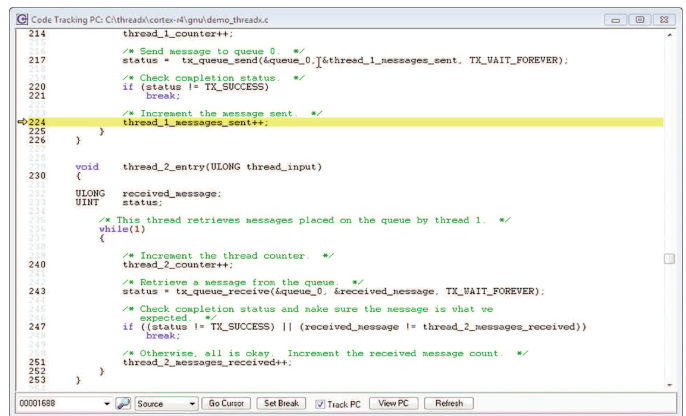 Code Tracking PC: C:\threadx\cortex-r4\gnu\demo_threadx.c
214 thread_1_counter++;
/* Send message to queue 0. */
217 status = tx_queue_send(&queue_0, &thread_1_messages_sent, TX_WAIT_FOREVER);
/* Check completion status. */
220 if (status != TX_SUCCESS)
221 break;
/* Increment the message sent. */
224 thread_1_messages_sent++;
225 }
226 }
void thread_2_entry(ULONG thread_input)
230 {
ULONG received_message;
UINT status;
/* This thread retrieves messages placed on the queue by thread 1. */
while(1)
{
/* Increment the thread counter. */
240 thread_2_counter++;
/* Retrieve a message from the queue. */
243 status = tx_queue_receive(&queue_0, &received_message, TX_WAIT_FOREVER);
/* Check completion status and make sure the message is what we
expected. */
247 if ((status != TX_SUCCESS) || (received_message != thread_2_messages_received))
break;
/* Otherwise, all is okay. Increment the received message count. */
251 thread_2_messages_received++;
252 }
253 }
00001688 Source Go Cursor Set Break Track PC View PC Refresh